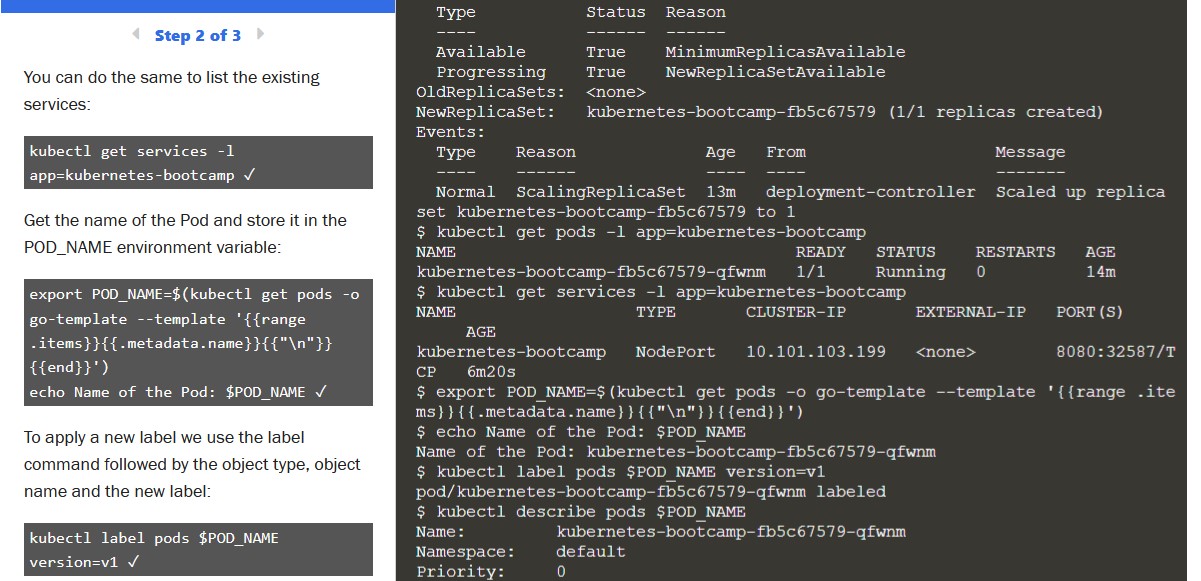 Step 2 of 3
You can do the same to list the existing
services:
kubectl get services -l
app=kubernetes-bootcamp ✓
Get the name of the Pod and store it in the
POD_NAME environment variable:
export POD_NAME=$(kubectl get pods -o
go-template --template '{{range
.items}}{{.metadata.name}}{{"\n"}}
{{end}}')
echo Name of the Pod: $POD_NAME ✓
To apply a new label we use the label
command followed by the object type, object
name and the new label:
kubectl label pods $POD_NAME
version=v1 ✓
Type Status Reason
---- ------ ------
Available True MinimumReplicasAvailable
Progressing True NewReplicaSetAvailable
OldReplicaSets: <none>
NewReplicaSet: kubernetes-bootcamp-fb5c67579 (1/1 replicas created)
Events:
Type Reason Age From Message
---- ------ ---- ---- -------
Normal ScalingReplicaSet 13m deployment-controller Scaled up replica
set kubernetes-bootcamp-fb5c67579 to 1
$ kubectl get pods -l app=kubernetes-bootcamp
NAME READY STATUS RESTARTS AGE
kubernetes-bootcamp-fb5c67579-qfwnm 1/1 Running 0 14m
$ kubectl get services -l app=kubernetes-bootcamp
NAME TYPE CLUSTER-IP EXTERNAL-IP PORT(S)
AGE
kubernetes-bootcamp NodePort 10.101.103.199 <none> 8080:32587/T
CP 6m20s
$ export POD_NAME=$(kubectl get pods -o go-template --template '{{range .ite
ms}}{{.metadata.name}}{{"\n"}}{{end}}')
$ echo Name of the Pod: $POD_NAME
Name of the Pod: kubernetes-bootcamp-fb5c67579-qfwnm
$ kubectl label pods $POD_NAME version=v1
pod/kubernetes-bootcamp-fb5c67579-qfwnm labeled
$ kubectl describe pods $POD_NAME
Name: kubernetes-bootcamp-fb5c67579-qfwnm
Namespace: default
Priority: 0